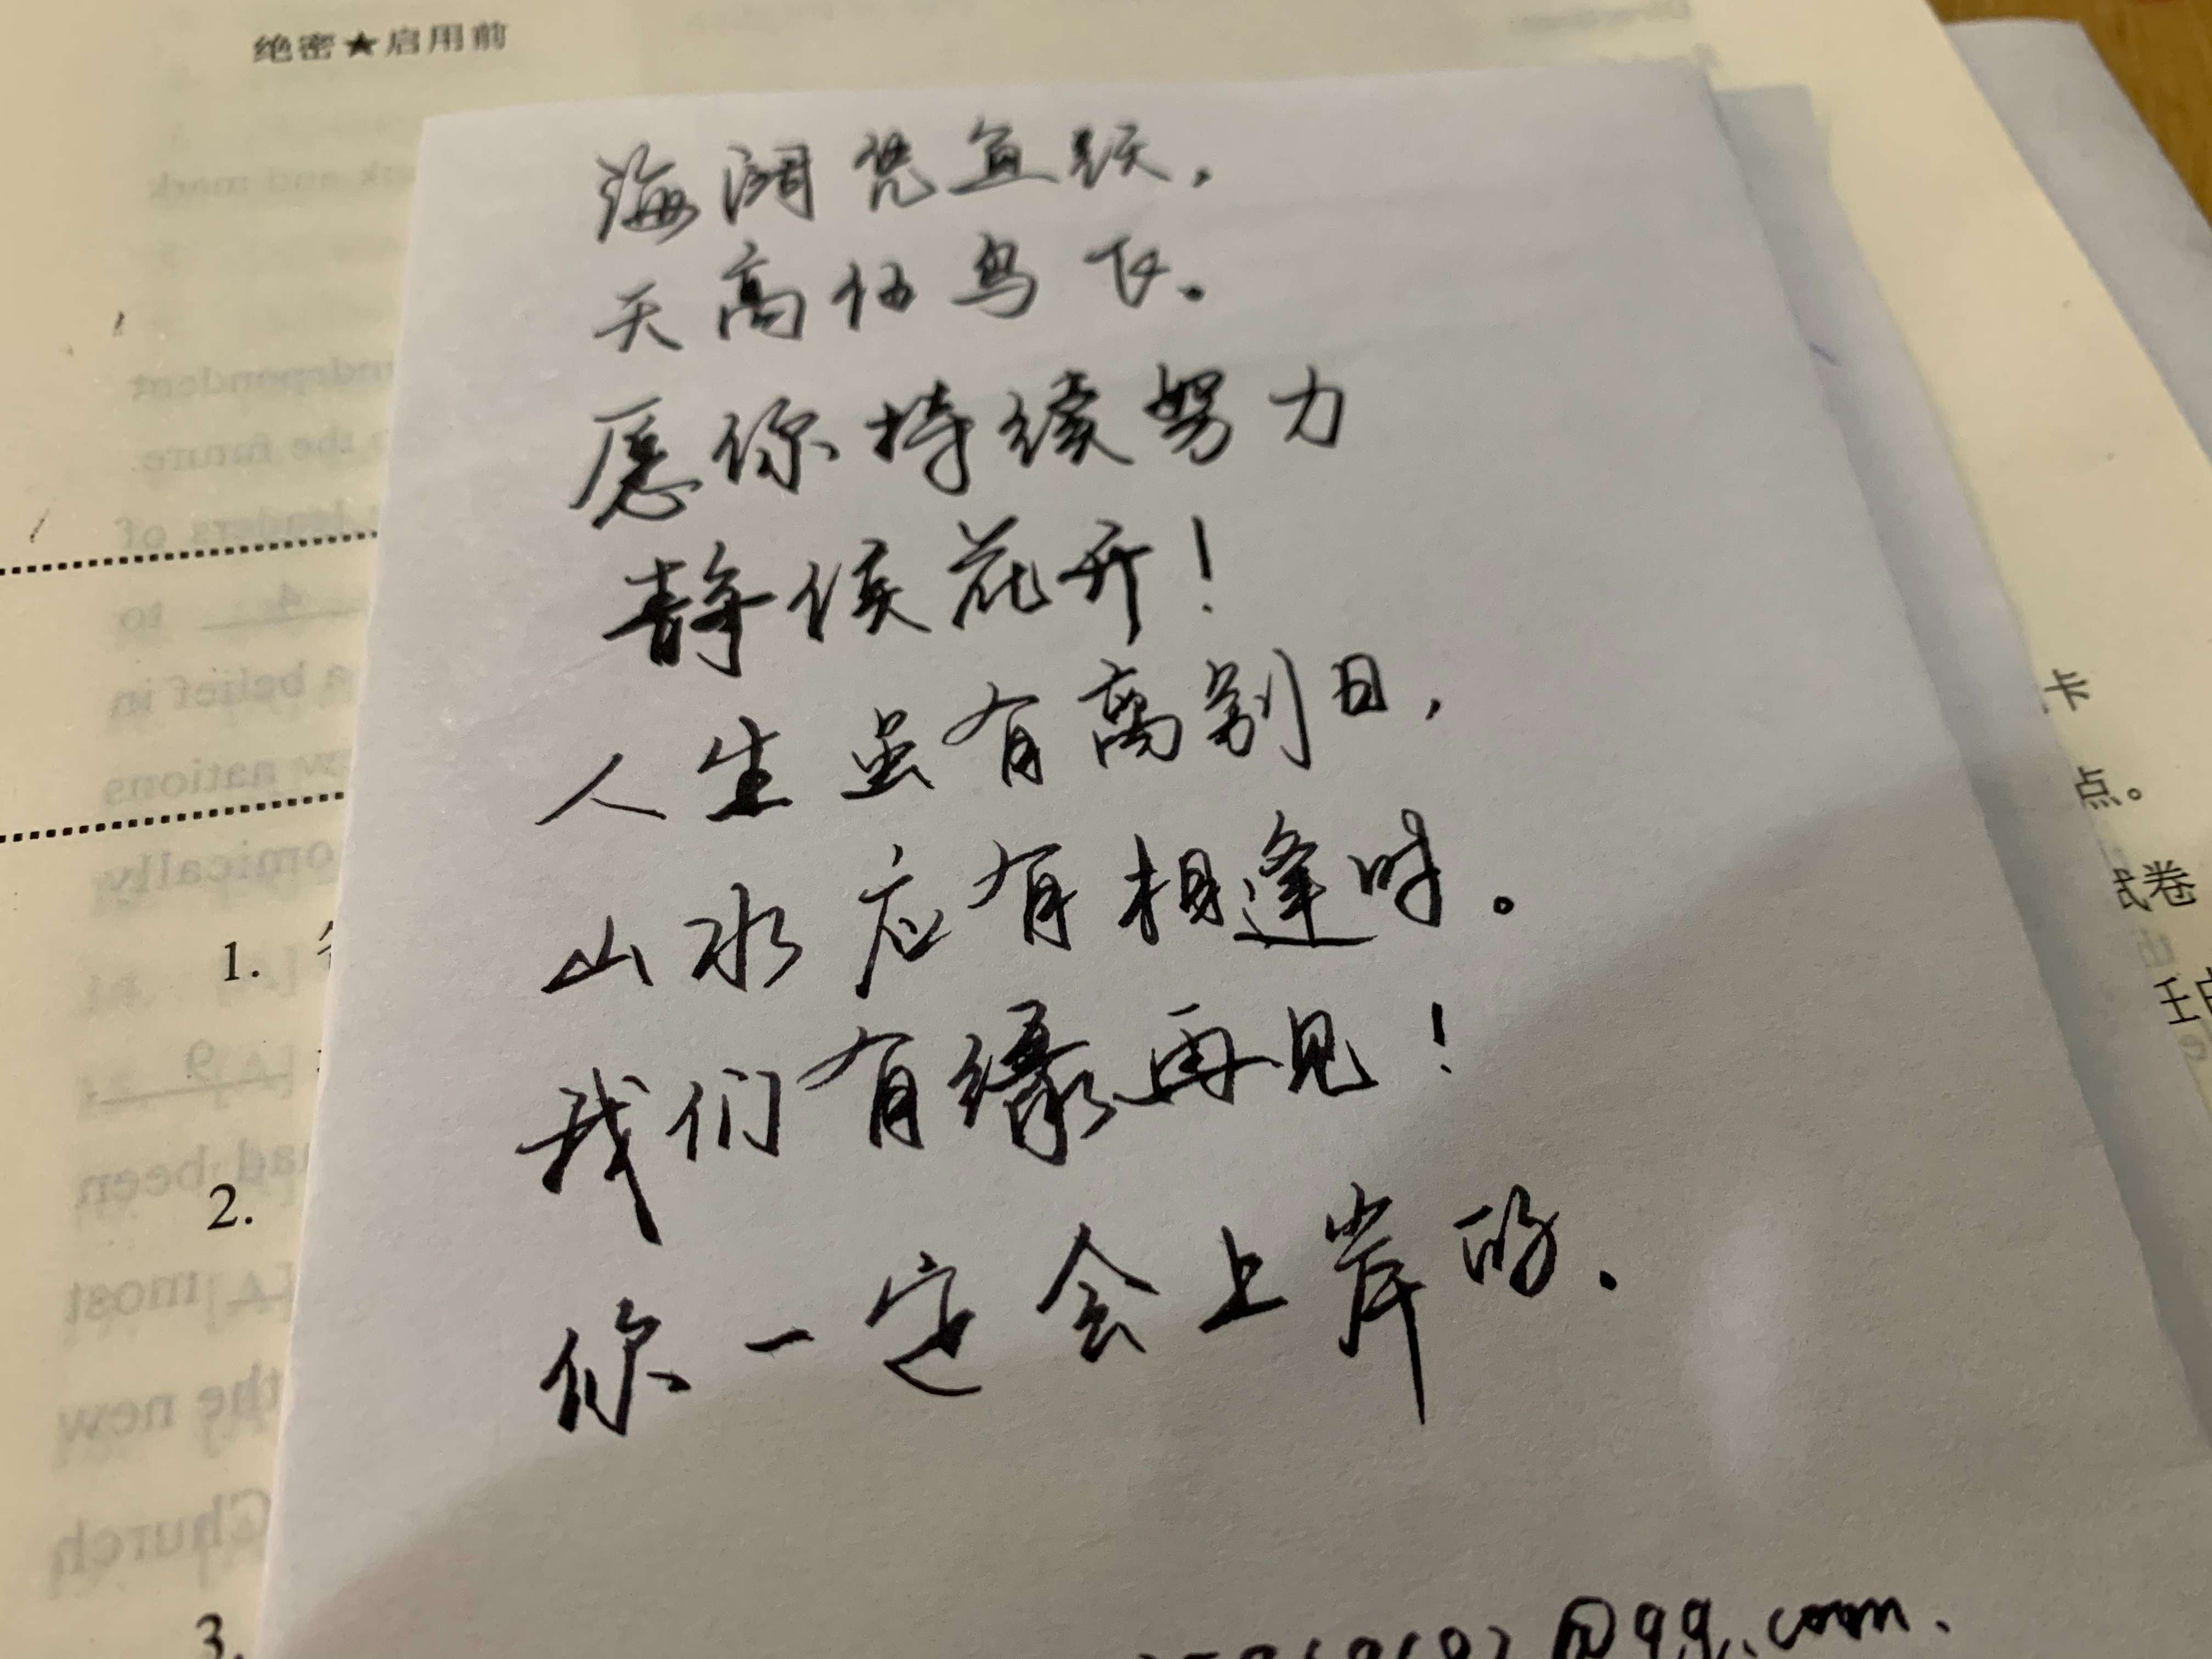 绝密★启用前
海阔凭鱼跃,
天高任鸟飞。
愿你持续努力
静候花开!
人生虽有离别日,
山水应有相逢时。
我们有缘再见!
你一定会上岸的.
@qq.com.
1.
2.
3.
卡
点。
试卷